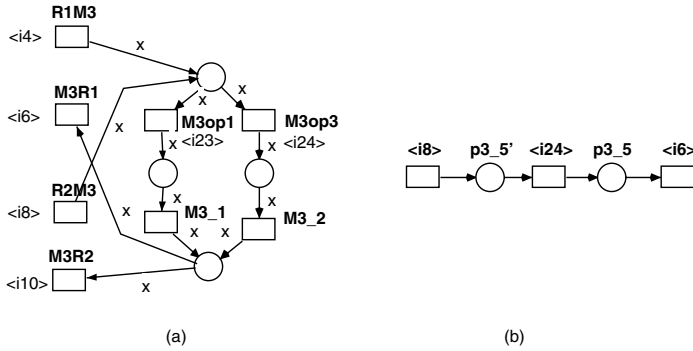 R1M3
<i4>
x
M3R1
<i6>
x
x
x
M3op1
<i23>
M3op3
<i24>
x
x
<i8>
p3_5'
<i24>
p3_5
<i6>
R2M3
<i8>
x
x
x
M3_1
M3_2
x
x
M3R2
<i10>
x
(a)
(b)